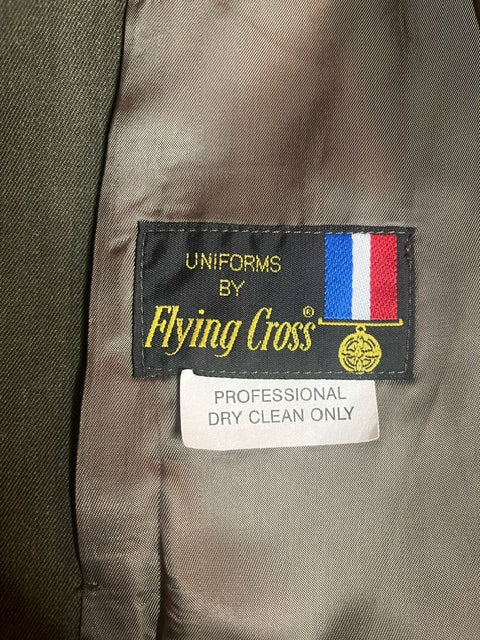 UNIFORMS
BY
Flying Cross®
PROFESSIONAL
DRY CLEAN ONLY